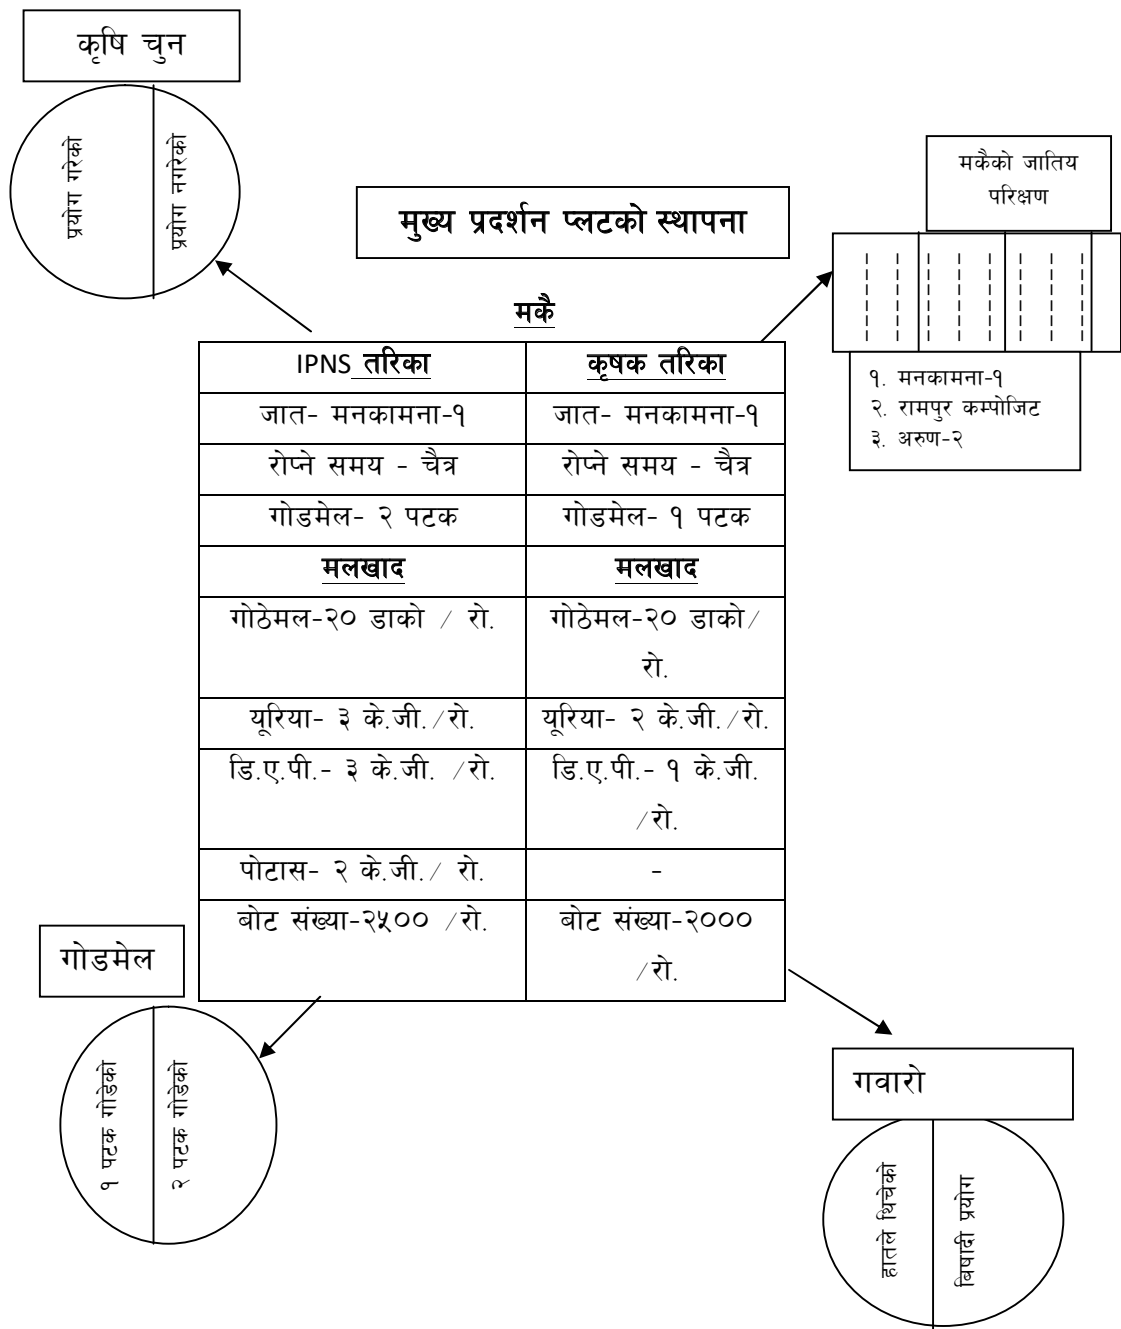 कृषि चुन
प्रयोग गरेको
प्रयोग नगरेको
मकैको जातिय
परिक्षण
मुख्य प्रदर्शन प्लटको स्थापना
१. मनकामना-१
२. रामपुर कम्पोजिट
३. अरुण-२
मकै
IPNS तरिका
कृषक तरिका
जात- मनकामना-१
जात- मनकामना-१
रोप्ने समय - चैत्र
रोप्ने समय - चैत्र
गोडमेल- २ पटक
गोडमेल- १ पटक
मलखाद
मलखाद
गोठेमल-२० डाको / रो.
गोठेमल-२० डाको/
रो.
यूरिया- ३ के.जी./रो.
यूरिया- २ के.जी./रो.
डि.ए.पी.- ३ के.जी. /रो.
डि.ए.पी.- १ के.जी.
/रो.
पोटास- २ के.जी./ रो.
-
बोट संख्या-२५०० /रो.
बोट संख्या-२०००
/रो.
गोडमेल
१ पटक गोडेको
२ पटक गोडेको
गवारो
हातले थिचेको
बिषादी प्रयोग